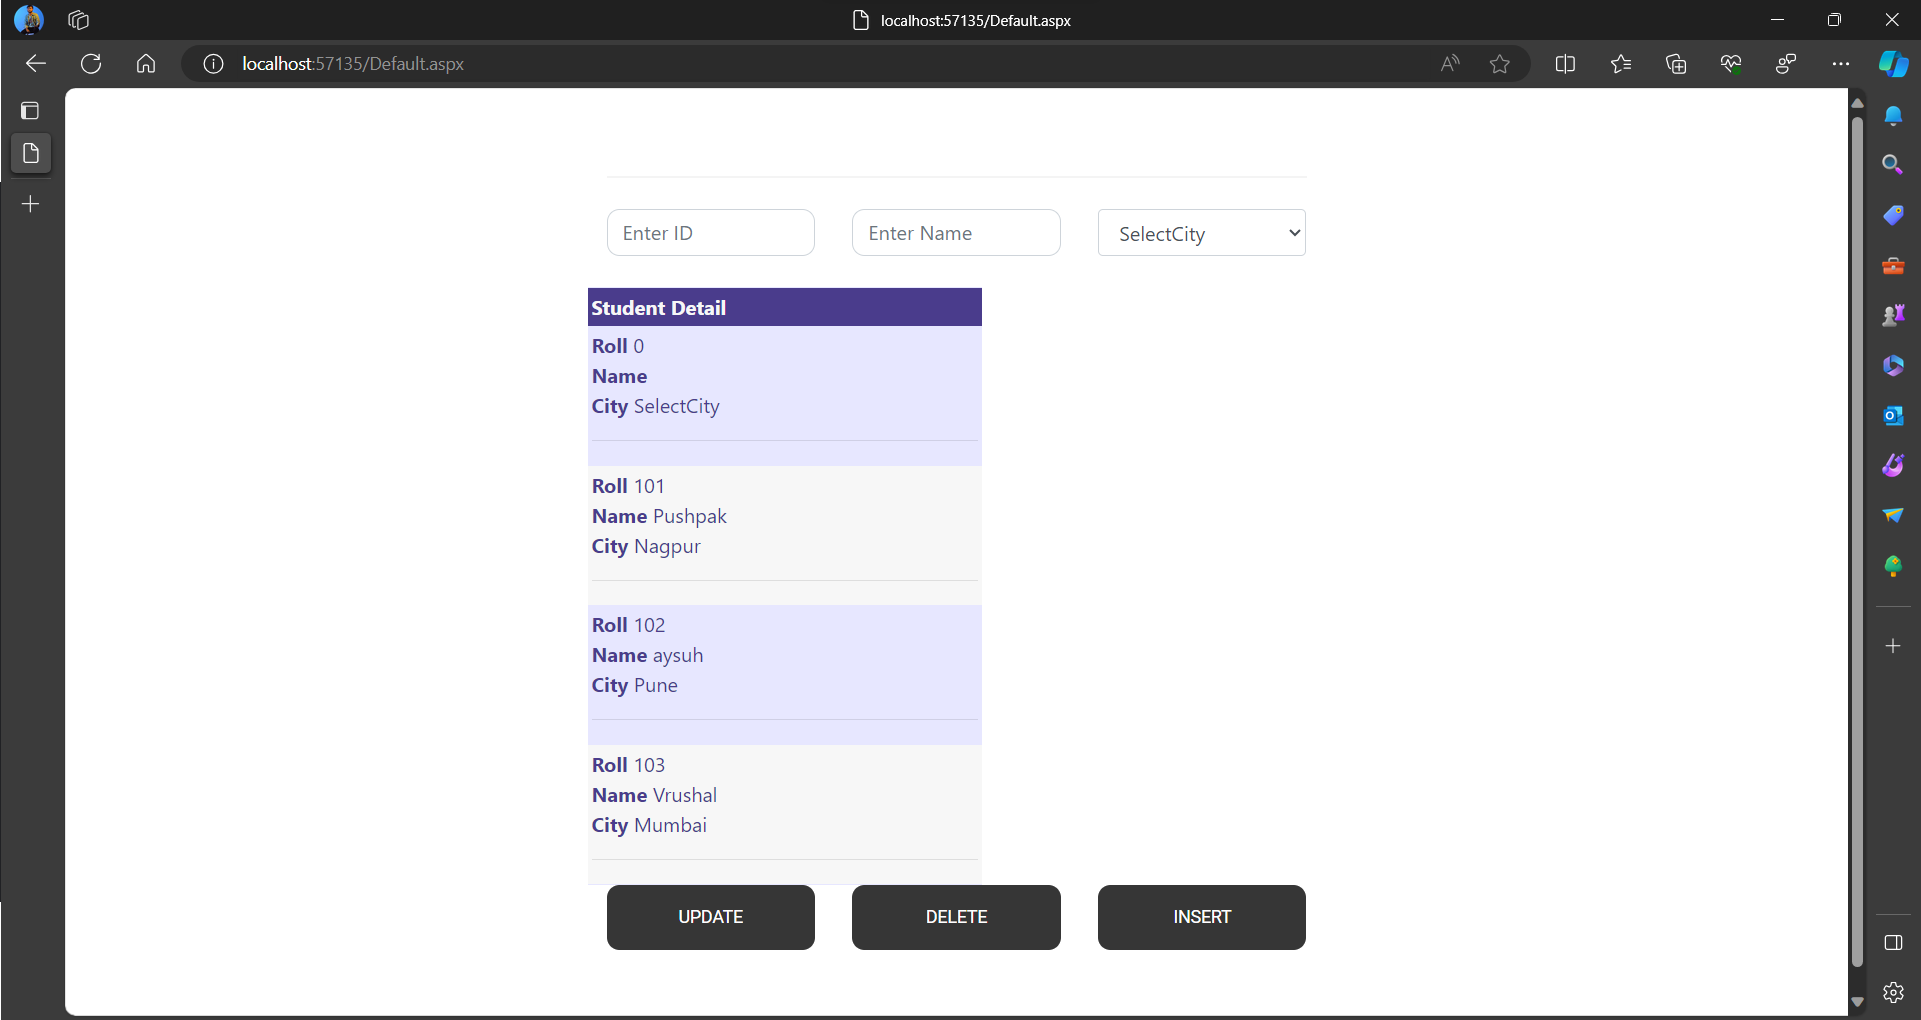 localhost:57135/Default.aspx
localhost:57135/Default.aspx
Enter ID
Enter Name
SelectCity
Student Detail
Roll 0
Name
City SelectCity
Roll 101
Name Pushpak
City Nagpur
Roll 102
Name aysuh
City Pune
Roll 103
Name Vrushal
City Mumbai
UPDATE
DELETE
INSERT